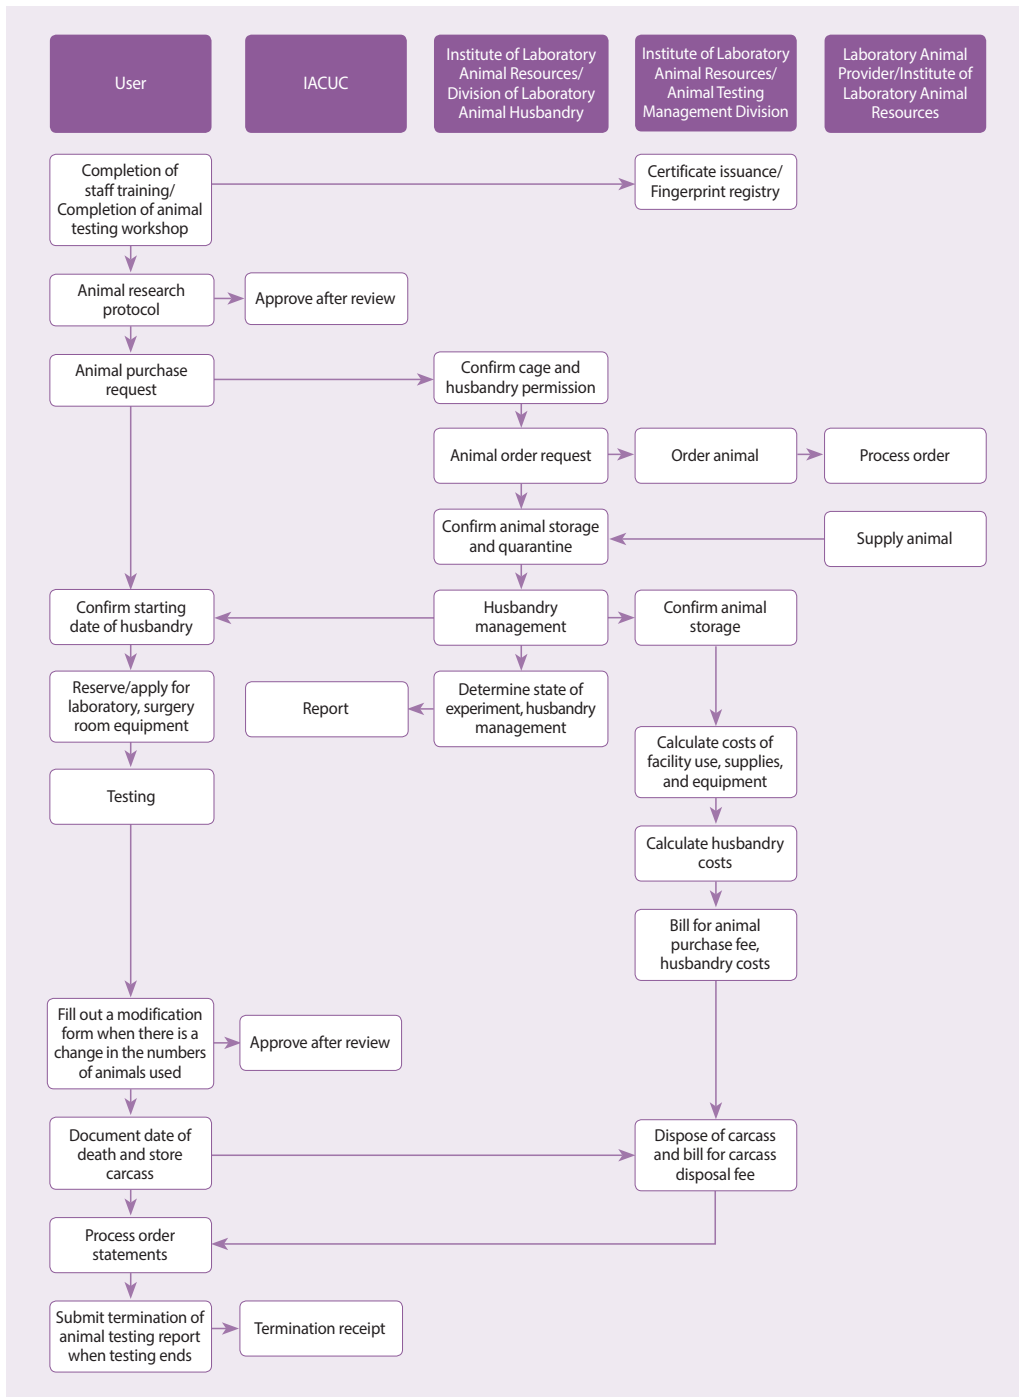 User
IACUC
Institute of Laboratory
Animal Resources/
Division of Laboratory
Animal Husbandry
Institute of Laboratory
Animal Resources/
Animal Testing
Management Division
Laboratory Animal
Provider/Institute of
Laboratory Animal
Resources
Completion of
staff training/
Completion of animal
testing workshop
Certificate issuance/
Fingerprint registry
Animal research
protocol
Approve after review
Animal purchase
request
Confirm cage and
husbandry permission
Animal order request
Order animal
Process order
Confirm animal storage
and quarantine
Supply animal
Confirm starting
date of husbandry
Husbandry
management
Confirm animal
storage
Reserve/apply for
laboratory, surgery
room equipment
Report
Determine state of
experiment, husbandry
management
Calculate costs of
facility use, supplies,
and equipment
Testing
Calculate husbandry
costs
Bill for animal
purchase fee,
husbandry costs
Fill out a modification
form when there is a
change in the numbers
of animals used
Approve after review
Document date of
death and store
carcass
Dispose of carcass
and bill for carcass
disposal fee
Process order
statements
Submit termination of
animal testing report
when testing ends
Termination receipt